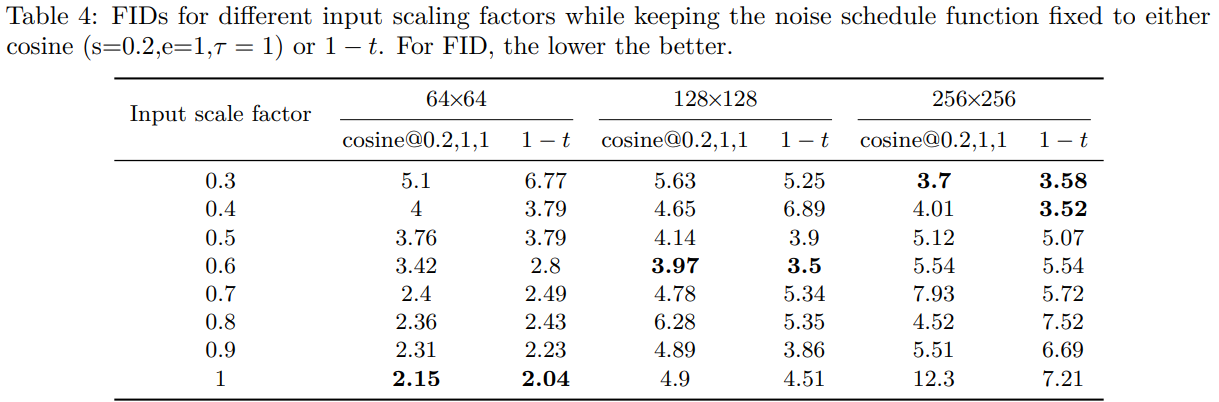 Table 4: FIDs for different input scaling factors while keeping the noise schedule function fixed to either
cosine (s=0.2,e=1,τ = 1) or 1 − t. For FID, the lower the better.
Input scale factor 64×64 128×128 256×256
cosine@0.2,1,1 1 − t cosine@0.2,1,1 1 − t cosine@0.2,1,1 1 − t
0.3 5.1 6.77 5.63 5.25 3.7 3.58
0.4 4 3.79 4.65 6.89 4.01 3.52
0.5 3.76 3.79 4.14 3.9 5.12 5.07
0.6 3.42 2.8 3.97 3.5 5.54 5.54
0.7 2.4 2.49 4.78 5.34 7.93 5.72
0.8 2.36 2.43 6.28 5.35 4.52 7.52
0.9 2.31 2.23 4.89 3.86 5.51 6.69
1 2.15 2.04 4.9 4.51 12.3 7.21